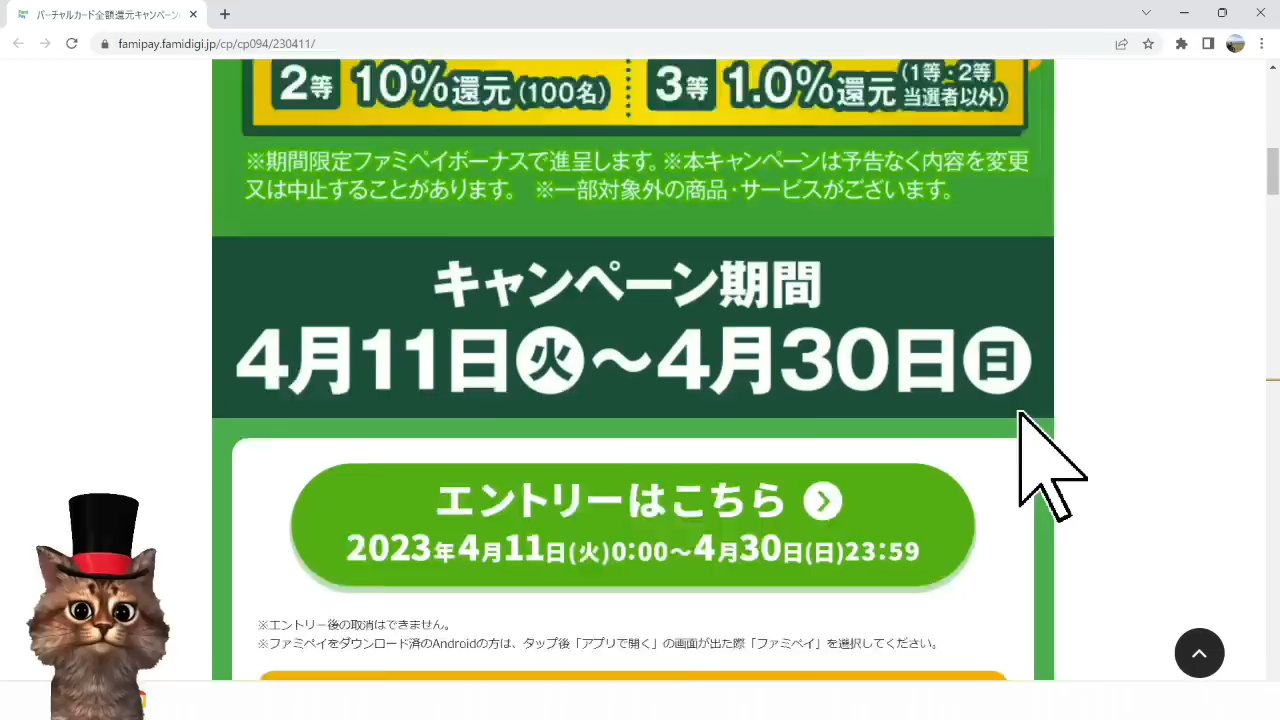 バーチャルカード全額還元キャンペーン
famipay.famidigi.jp/cp/cp094/230411/
2等 10%還元(100名) 3等 1.0%還元(1等・2等当選者以外)
※期間限定ファミペイボーナスで進呈します。※本キャンペーンは予告なく内容を変更
又は中止することがあります。 ※一部対象外の商品・サービスがございます。
キャンペーン期間
4月11日火〜4月30日日
エントリーはこちら
2023年4月11日(火)0:00〜4月30日(日)23:59
※エントリー後の取消はできません。
※ファミペイをダウンロード済のAndroidの方は、タップ後「アプリで開く」の画面が出た際「ファミペイ」を選択してください。